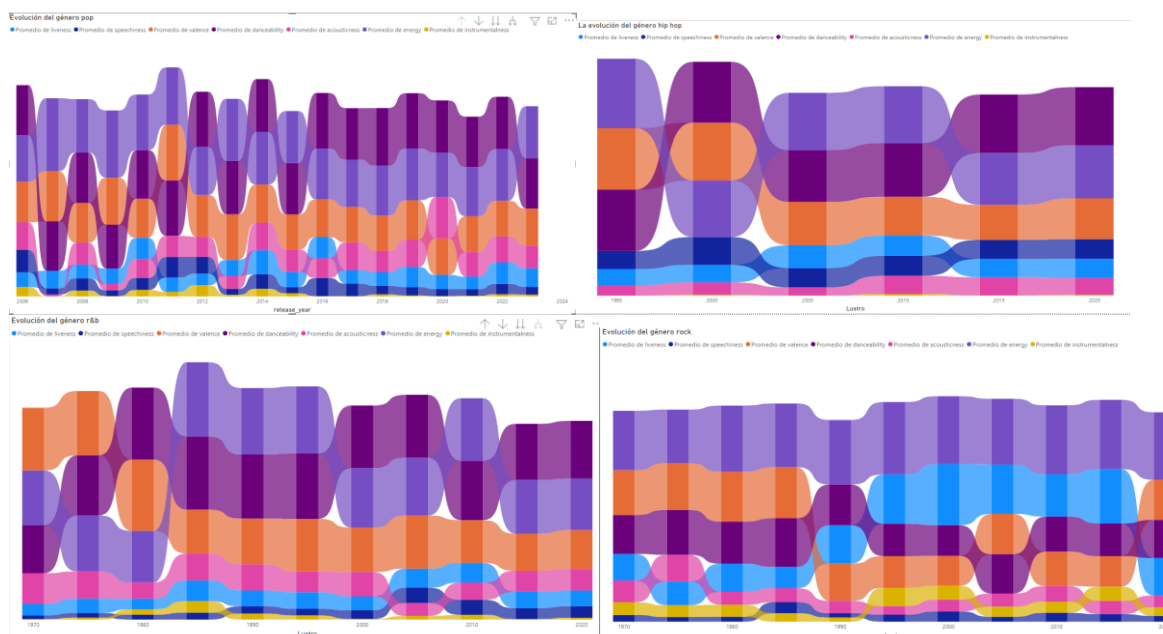 Evolución del género pop
Promedio de liveness Promedio de speechiness Promedio de valence Promedio de danceability Promedio de acousticness Promedio de energy Promedio de instrumentalness
2006 2008 2010 2012 2014 2016 2018 2020 2022 2024
release_year
La evolución del género hip hop
Promedio de liveness Promedio de speechiness Promedio de valence Promedio de danceability Promedio de acousticness Promedio de energy Promedio de instrumentalness
1995 2000 2005 2010 2015 2020
Lustro
Evolución del género r&b
Promedio de liveness Promedio de speechiness Promedio de valence Promedio de danceability Promedio de acousticness Promedio de energy Promedio de instrumentalness
1970 1980 1990 2000 2010 2020
Lustro
Evolución del género rock
Promedio de liveness Promedio de speechiness Promedio de valence Promedio de danceability Promedio de acousticness Promedio de energy Promedio de instrumentalness
1970 1980 1990 2000 2010